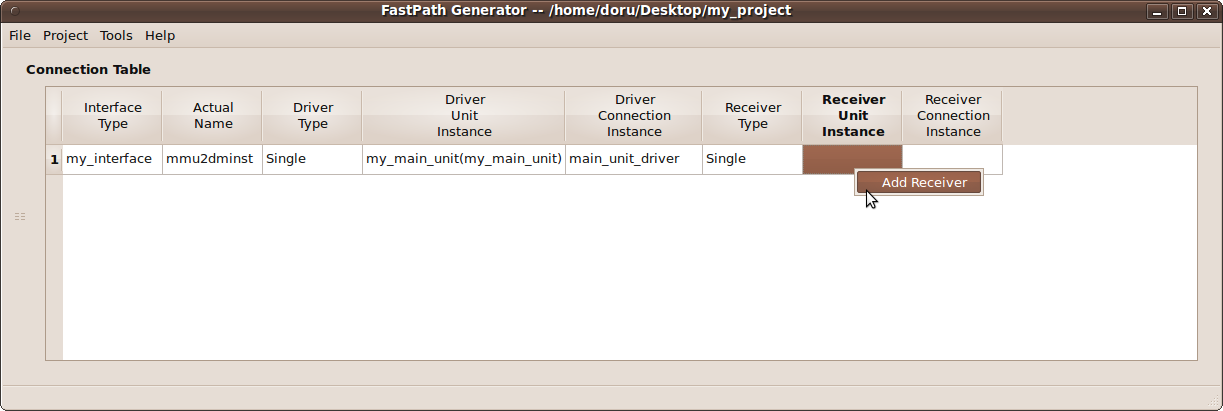 FastPath Generator -- /home/doru/Desktop/my_project
File Project Tools Help
Connection Table
Interface Type
Actual Name
Driver Type
Driver Unit Instance
Driver Connection Instance
Receiver Type
Receiver Unit Instance
Receiver Connection Instance
1 my_interface mmu2dminst Single my_main_unit(my_main_unit) main_unit_driver Single
Add Receiver